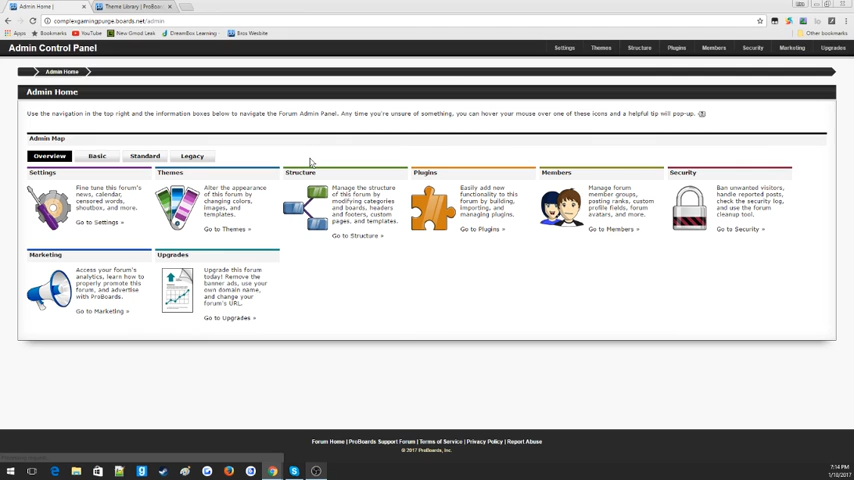 Admin Home |
Theme Library | ProBoards
complexgamingpurge.boards.net/admin
Apps Bookmarks YouTube New Gmod Leak DreamBox Learning Boss Website Other bookmarks
Admin Control Panel
Settings Themes Structure Plugins Members Security Marketing Upgrades
Admin Home
Admin Home
Use the navigation in the top right and the information boxes below to navigate the Forum Admin Panel. Any time you're unsure of something, you can hover your mouse over one of these icons and a helpful tip will pop-up.
Admin Map
Overview Basic Standard Legacy
Settings
Fine tune this forum's
news, calendar,
censored words,
shoutbox, and more.
Go to Settings »
Themes
Alter the appearance
of this forum by
changing colors,
images, and
templates.
Go to Themes »
Structure
Manage the structure
of this forum by
modifying categories
and boards, headers
and footers, custom
pages, and templates.
Go to Structure »
Plugins
Easily add new
functionality to this
forum by building,
importing, and
managing plugins.
Go to Plugins »
Members
Manage forum
member groups,
posting ranks, custom
profile fields, forum
avatars, and more.
Go to Members »
Security
Ban unwanted visitors,
handle reported posts,
check the security log,
and use the forum
cleanup tool.
Go to Security »
Marketing
Access your forum's
analytics, learn how to
properly promote this
forum, and advertise
with ProBoards.
Go to Marketing »
Upgrades
Upgrade this forum
today! Remove the
banner ads, use your
own domain name,
and change your
forum's URL.
Go to Upgrades »
Forum Home | ProBoards Support Forum | Terms of Service | Privacy Policy | Report Abuse
© 2017 ProBoards, Inc.
7:14 PM
1/10/2017